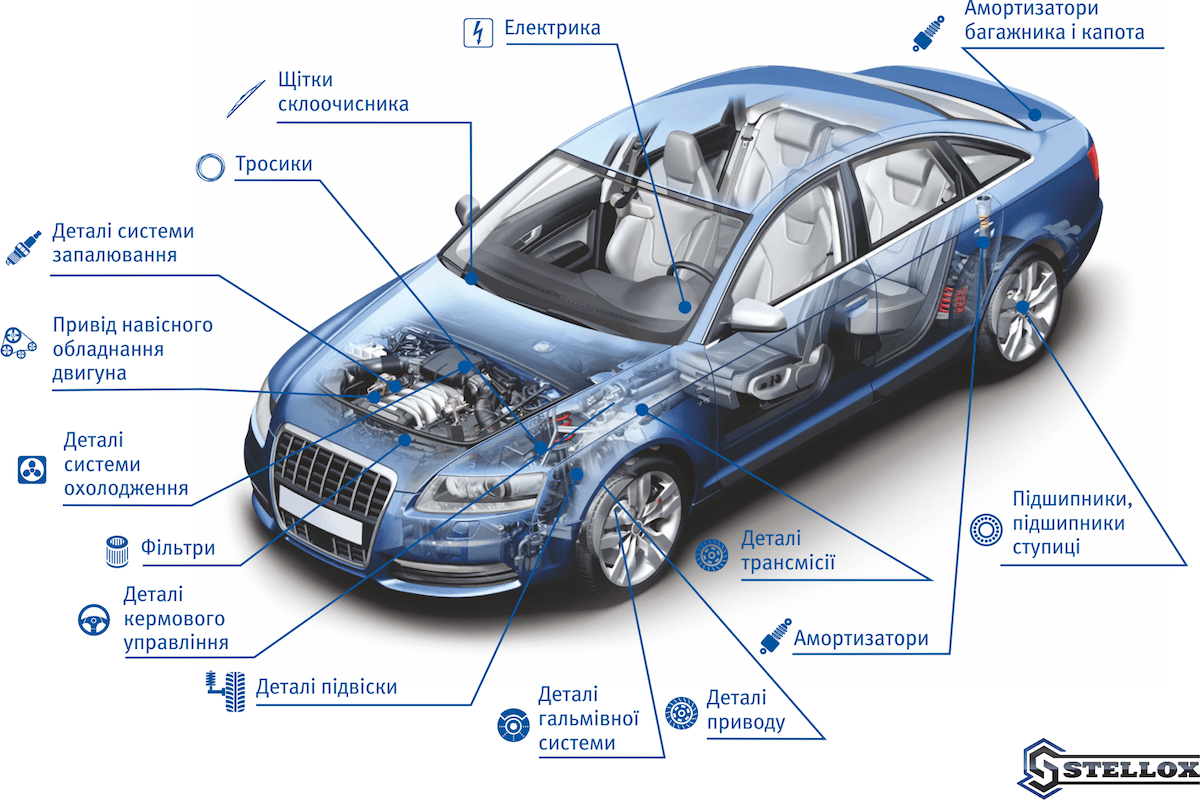 Амортизатори
багажника і капота
Електрика
Щітки
склоочисника
Тросики
Деталі системи
запалювання
Привід навісного
обладнання
двигуна
Деталі
системи
охолодження
Фільтри
Деталі
кермового
управління
Деталі підвіски
Деталі
гальмівної
системи
Деталі
приводу
Амортизатори
Деталі
трансмісії
Підшипники,
підшипники
ступиці
STELLOX